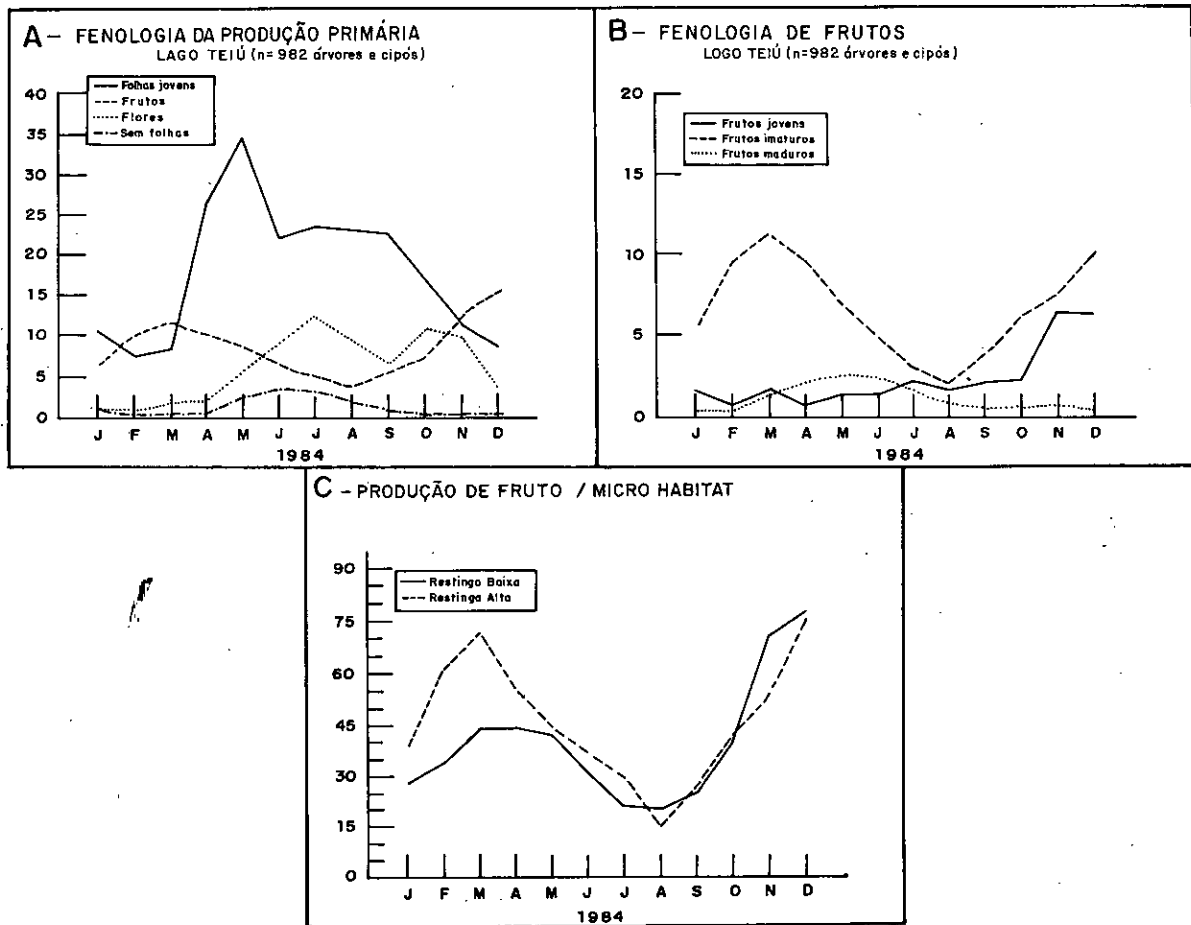 A – FENOLOGIA DA PRODUÇÃO PRIMÁRIA
LAGO TEIÚ (n=982 árvores e cipós)
Folhas jovens
Frutos
Flores
Sem folhas
40
35
30
25
20
15
10
5
0
J F M A M J J A S O N D
1984
B – FENOLOGIA DE FRUTOS
LOGO TEIÚ (n=982 árvores e cipós)
Frutos jovens
Frutos imaturos
Frutos maduros
20
15
10
5
0
J F M A M J J A S O N D
1984
C – PRODUÇÃO DE FRUTO / MICRO HABITAT
Restinga Baixa
Restinga Alta
90
75
60
45
30
15
0
J F M A M J J A S O N D
1984